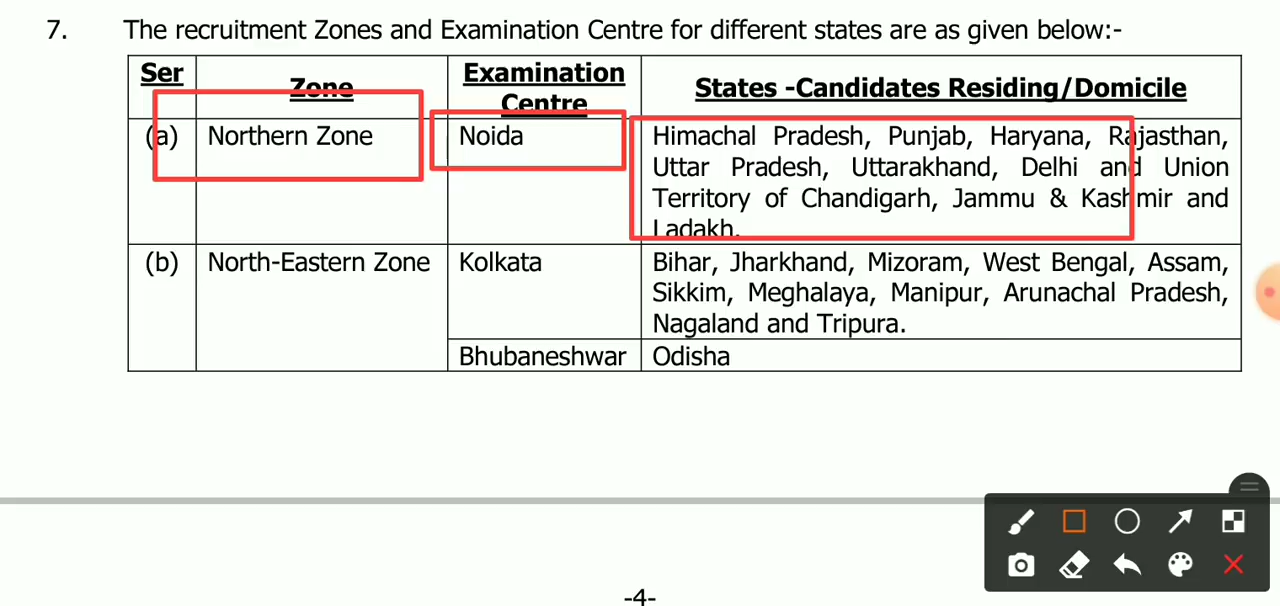 7. The recruitment Zones and Examination Centre for different states are as given below:-
Ser Zone Examination Centre States -Candidates Residing/Domicile
(a) Northern Zone Noida Himachal Pradesh, Punjab, Haryana, Rajasthan,
Uttar Pradesh, Uttarakhand, Delhi and Union
Territory of Chandigarh, Jammu & Kashmir and
Ladakh.
(b) North-Eastern Zone Kolkata Bihar, Jharkhand, Mizoram, West Bengal, Assam,
Sikkim, Meghalaya, Manipur, Arunachal Pradesh,
Nagaland and Tripura.
Bhubaneshwar Odisha
-4-